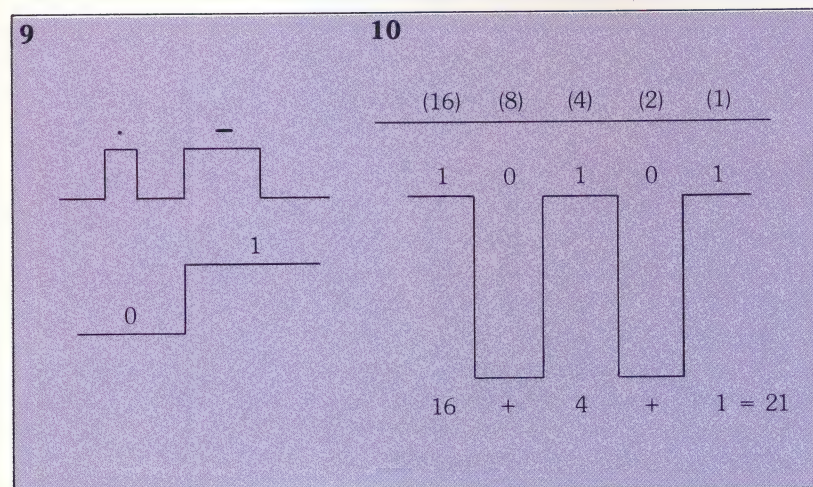 9
· –
1
0
10
(16) (8) (4) (2) (1)
1 0 1 0 1
16 + 4 + 1 = 21